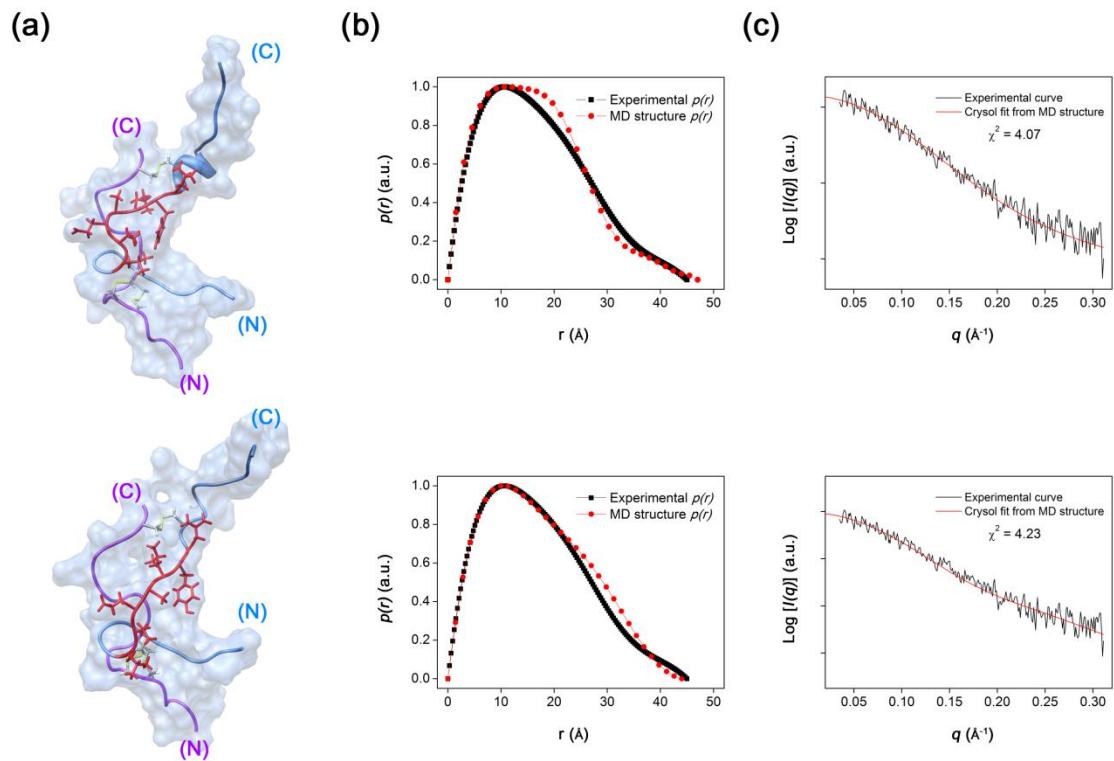 (a)
(b)
(c)
(C)
(C)
(N)
(N)
1.0
0.8
0.6
0.4
0.2
0.0
p(r) (a.u.)
Experimental p(r)
MD structure p(r)
0 10 20 30 40 50
r (Å)
Log [I(q)] (a.u.)
Experimental curve
Crysol fit from MD structure
χ² = 4.07
0.05 0.10 0.15 0.20 0.25 0.30
q (Å⁻¹)
(C)
(C)
(N)
(N)
1.0
0.8
0.6
0.4
0.2
0.0
p(r) (a.u.)
Experimental p(r)
MD structure p(r)
0 10 20 30 40 50
r (Å)
Log [I(q)] (a.u.)
Experimental curve
Crysol fit from MD structure
χ² = 4.23
0.05 0.10 0.15 0.20 0.25 0.30
q (Å⁻¹)